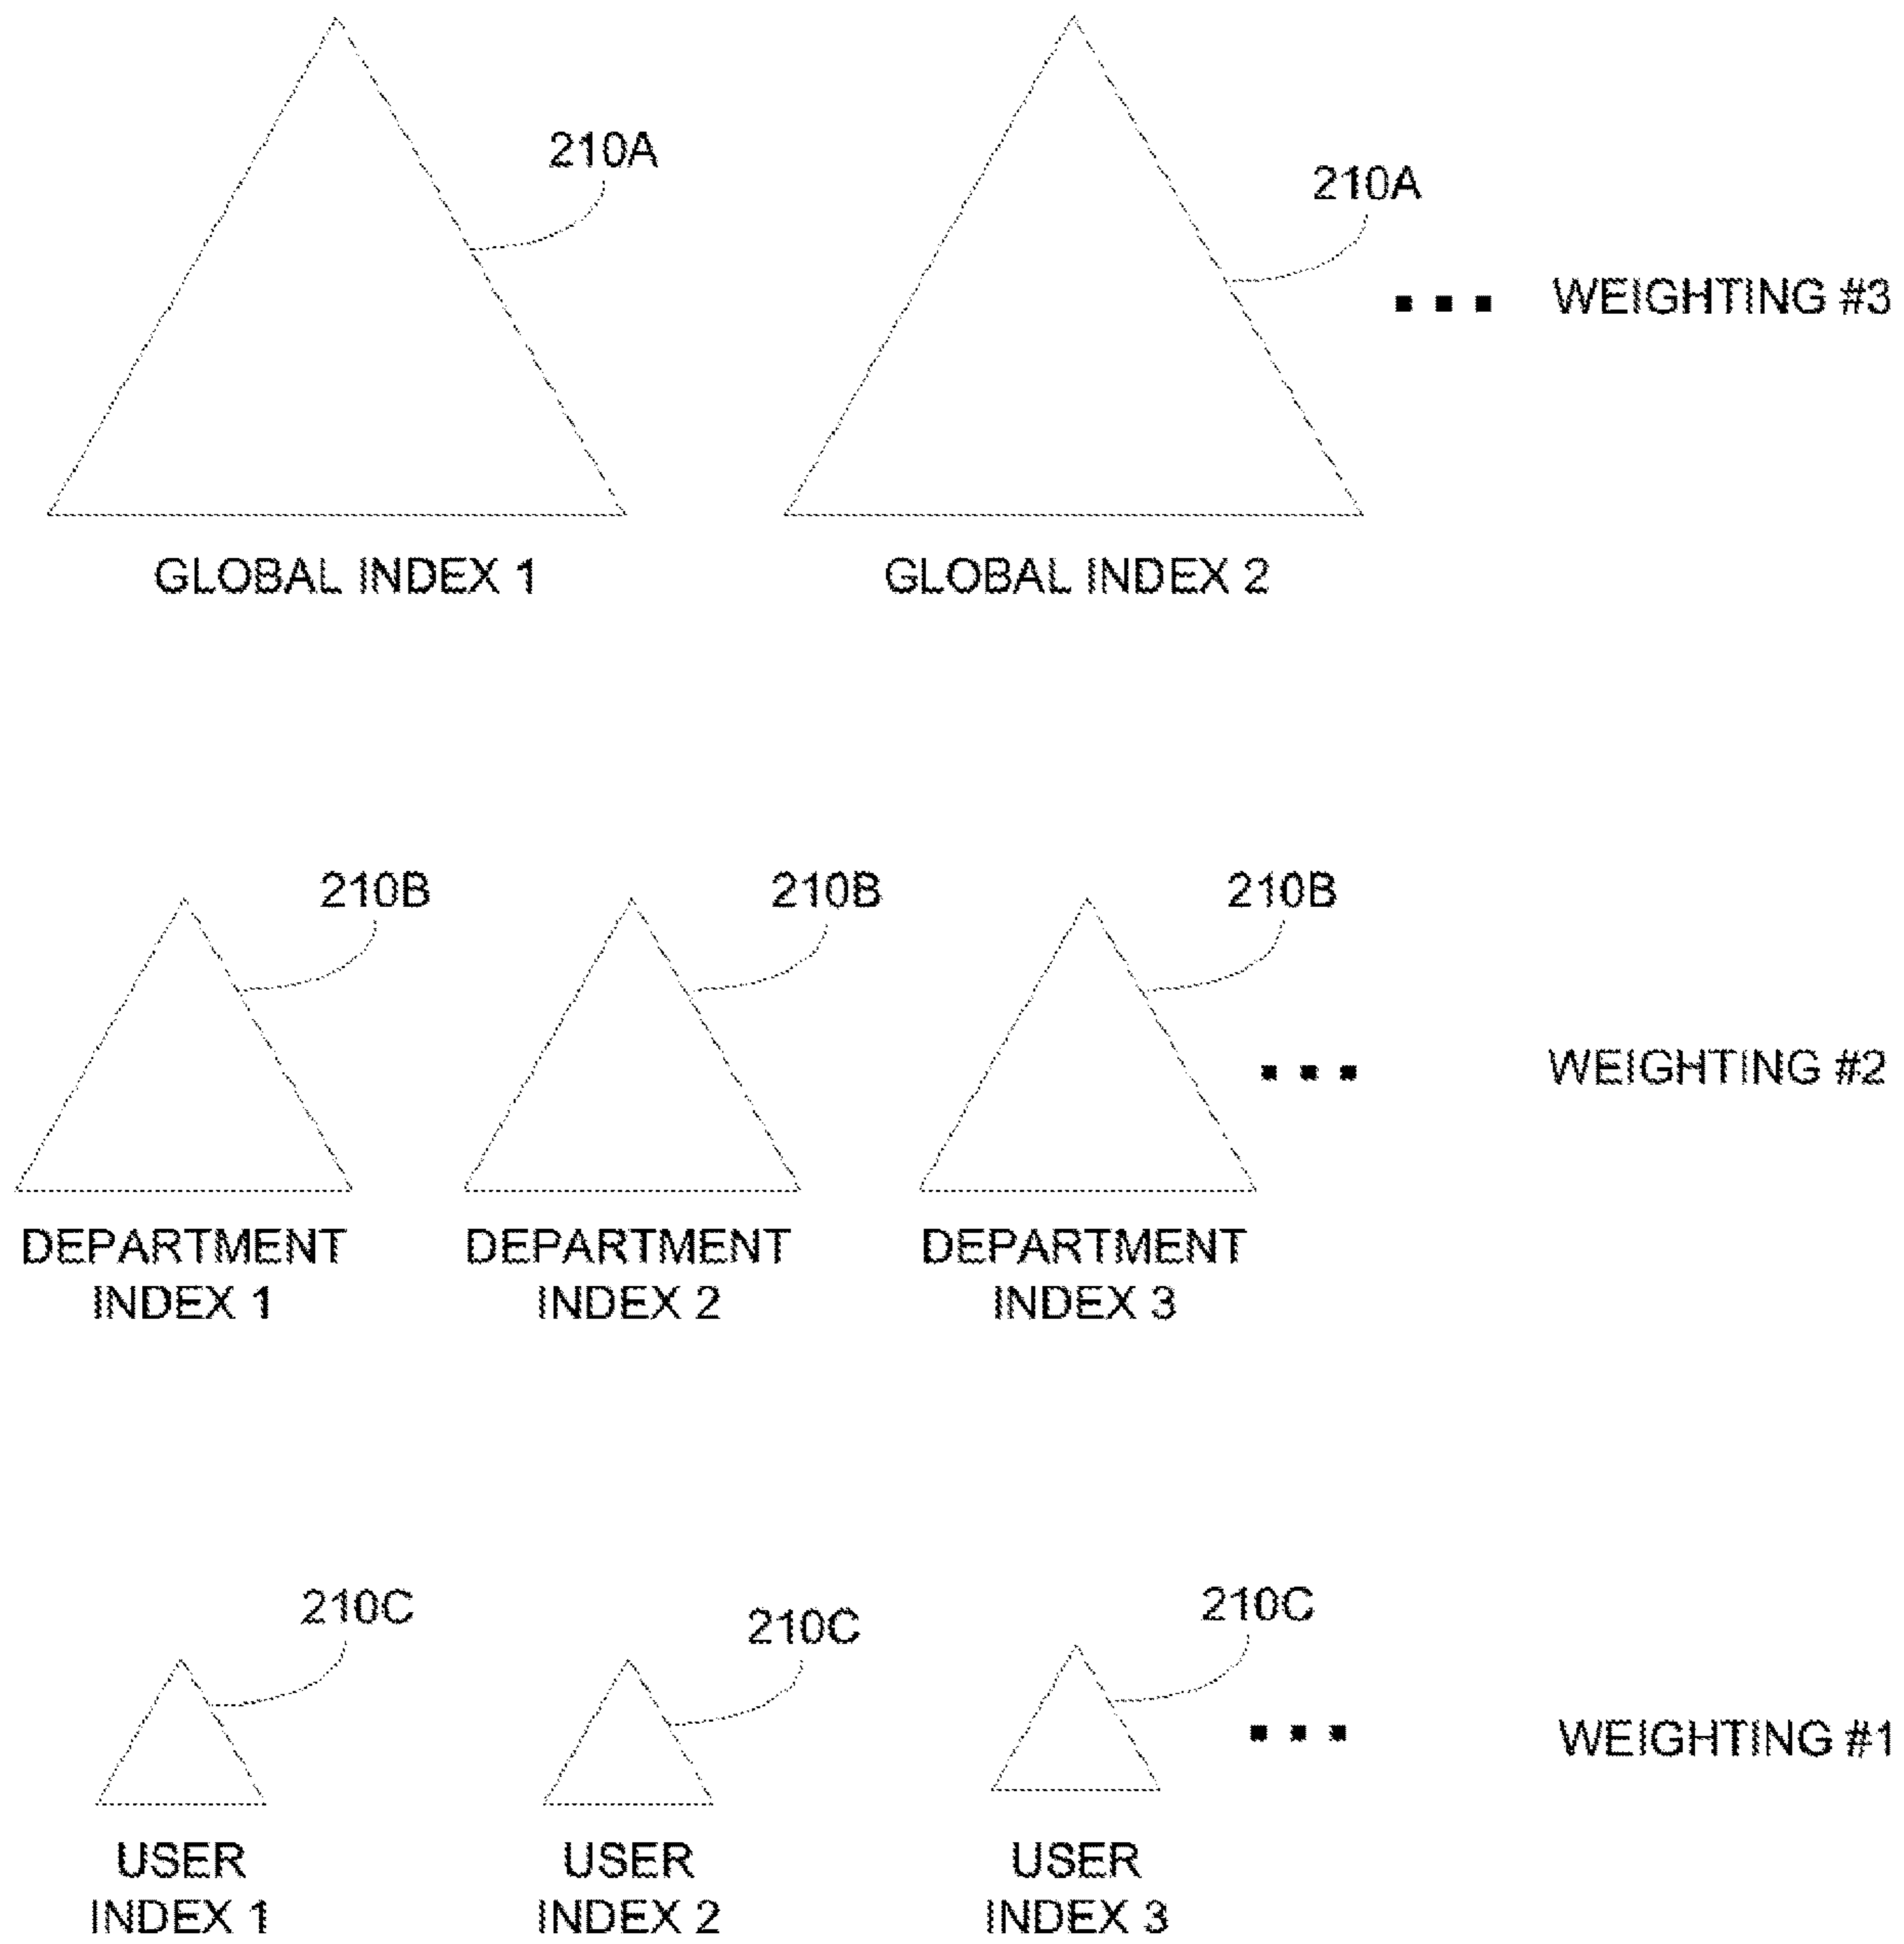 210A
210A
WEIGHTING #3
GLOBAL INDEX 1
GLOBAL INDEX 2
210B
210B
210B
WEIGHTING #2
DEPARTMENT
INDEX 1
DEPARTMENT
INDEX 2
DEPARTMENT
INDEX 3
210C
210C
210C
WEIGHTING #1
USER
INDEX 1
USER
INDEX 2
USER
INDEX 3